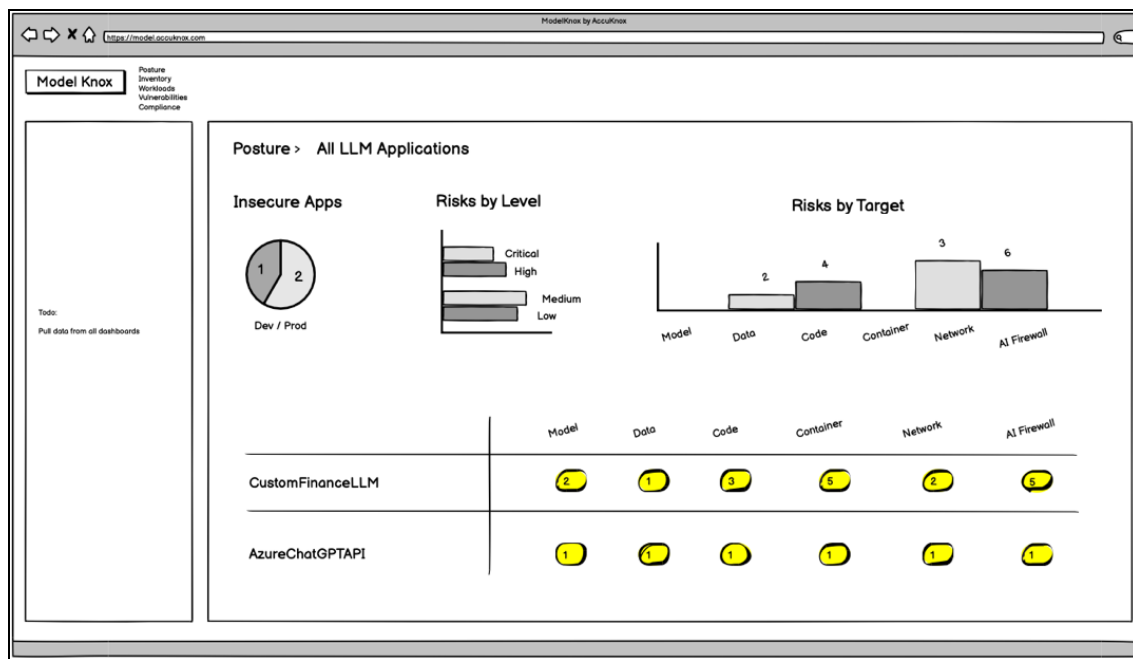 ModelKnox by AccuKnox
https://model.accuknox.com
Model Knox
Posture
Inventory
Workloads
Vulnerabilities
Compliance
Posture > All LLM Applications
Insecure Apps
1
2
Dev / Prod
Risks by Level
Critical
High
Medium
Low
Risks by Target
2
4
3
6
Model Data Code Container Network AI Firewall
Todo:
Pull data from all dashboards
Model Data Code Container Network AI Firewall
CustomFinanceLLM 2 1 3 5 2 5
AzureChatGPTAPI 1 1 1 1 1 1